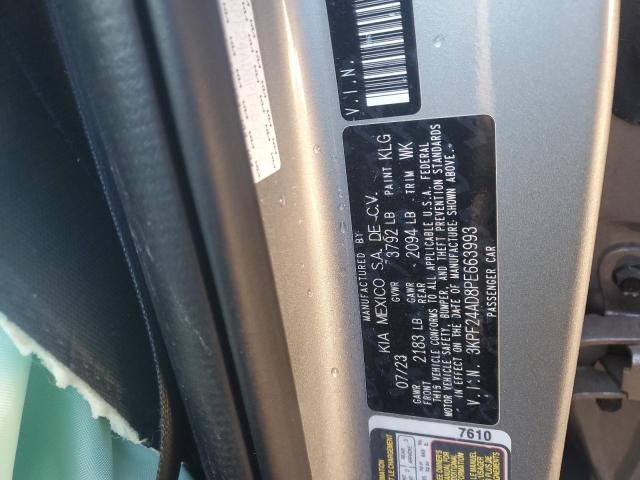 V.I.N.
MANUFACTURED BY
KIA MEXICO S.A. DE C.V.
07/23 GVWR 3792 LB PAINT KLG
GAWR FRONT 2183 LB GAWR REAR 2094 LB TRIM WK
THIS VEHICLE CONFORMS TO ALL APPLICABLE U.S.A. FEDERAL
MOTOR VEHICLE SAFETY, BUMPER, AND THEFT PREVENTION STANDARDS
IN EFFECT ON THE DATE OF MANUFACTURE SHOWN ABOVE.
V.I.N. 3KPF24AD8PE663993
PASSENGER CAR
7610